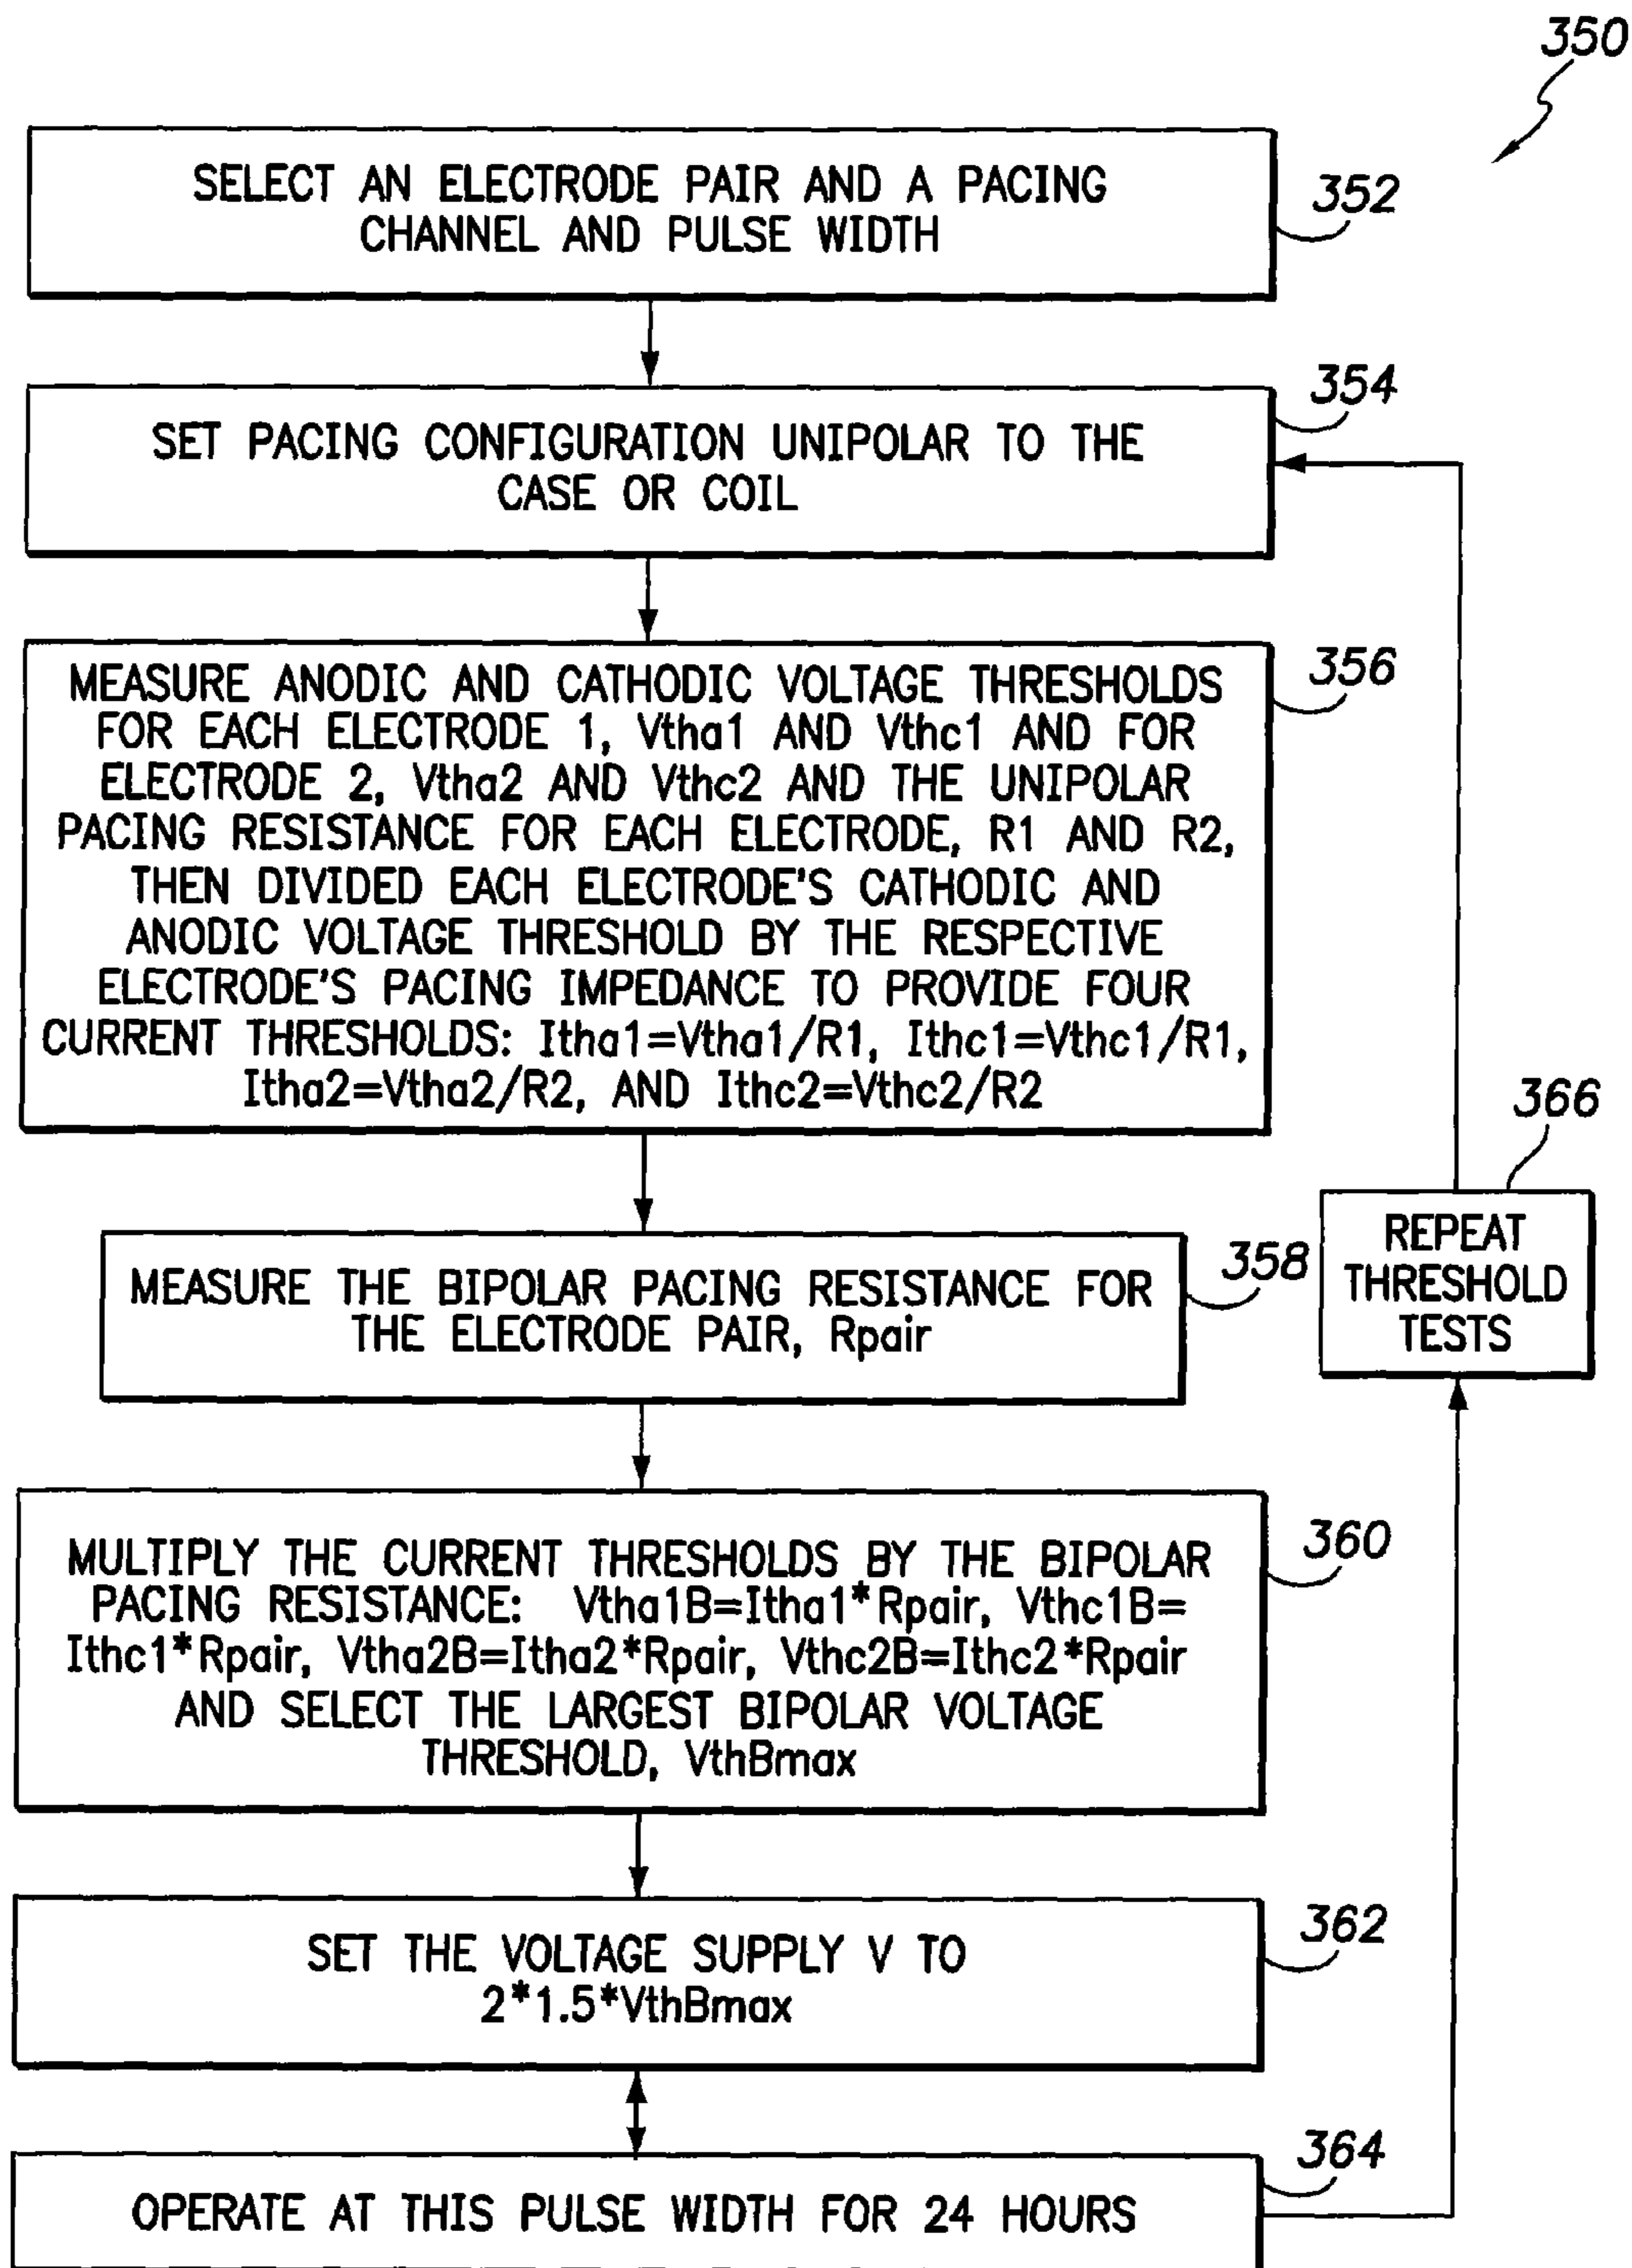 350
SELECT AN ELECTRODE PAIR AND A PACING
CHANNEL AND PULSE WIDTH
352
SET PACING CONFIGURATION UNIPOLAR TO THE
CASE OR COIL
354
MEASURE ANODIC AND CATHODIC VOLTAGE THRESHOLDS
FOR EACH ELECTRODE 1, Vtha1 AND Vthc1 AND FOR
ELECTRODE 2, Vtha2 AND Vthc2 AND THE UNIPOLAR
PACING RESISTANCE FOR EACH ELECTRODE, R1 AND R2,
THEN DIVIDED EACH ELECTRODE'S CATHODIC AND
ANODIC VOLTAGE THRESHOLD BY THE RESPECTIVE
ELECTRODE'S PACING IMPEDANCE TO PROVIDE FOUR
CURRENT THRESHOLDS: Itha1=Vtha1/R1, Ithc1=Vthc1/R1,
Itha2=Vtha2/R2, AND Ithc2=Vthc2/R2
356
MEASURE THE BIPOLAR PACING RESISTANCE FOR
THE ELECTRODE PAIR, Rpair
358
MULTIPLY THE CURRENT THRESHOLDS BY THE BIPOLAR
PACING RESISTANCE: Vtha1B=Itha1*Rpair, Vthc1B=
Ithc1*Rpair, Vtha2B=Itha2*Rpair, Vthc2B=Ithc2*Rpair
AND SELECT THE LARGEST BIPOLAR VOLTAGE
THRESHOLD, VthBmax
360
SET THE VOLTAGE SUPPLY V TO
2*1.5*VthBmax
362
OPERATE AT THIS PULSE WIDTH FOR 24 HOURS
364
366
REPEAT
THRESHOLD
TESTS